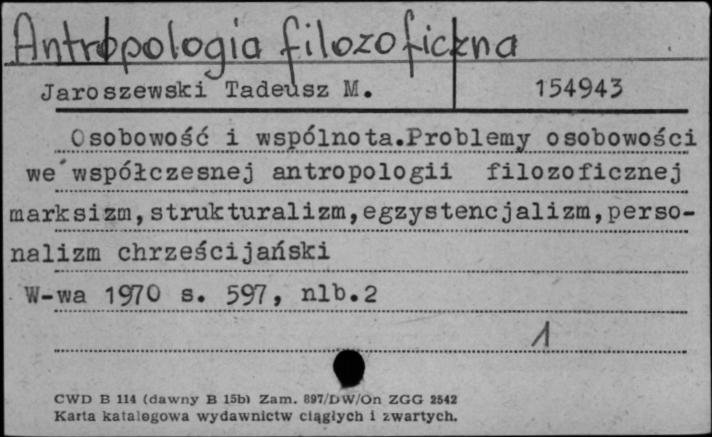 Antropologia filozoficzna
Jaroszewski Tadeusz M. 154943
Osobowość i wspólnota.Problemy osobowości
we współczesnej antropologii filozoficznej
marksizm,strukturalizm,egzystencjalizm,perso-
nalizm chrześcijański
W-wa 1970 s. 597, nlb.2
1
CWD B 114 (dawny B 15b) Zam. 897/DW/On ZGG 2542
Karta katalogowa wydawnictw ciągłych i zwartych.